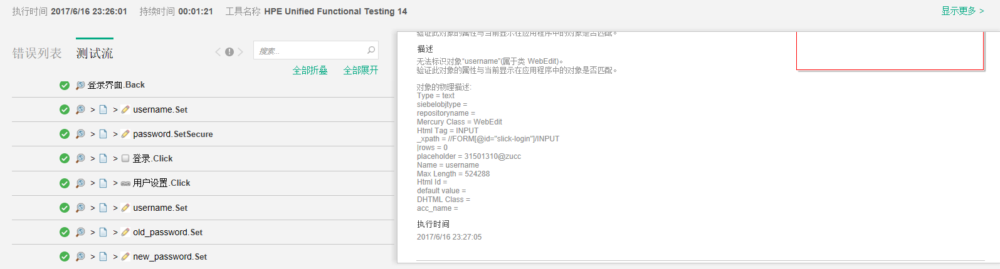 执行时间 2017/6/16 23:26:01 持续时间 00:01:21 工具名称 HPE Unified Functional Testing 14 显示更多 >
错误列表 测试流 搜索...
全部折叠 全部展开
登录界面.Back
> > username.Set
> > password.SetSecure
> > 登录.Click
> > 用户设置.Click
> > username.Set
> > old_password.Set
> > new_password.Set
验证此对象的属性与当前显示在应用程序中的对象是否匹配。
描述
无法标识对象“username”(属于类 WebEdit)。
验证此对象的属性与当前显示在应用程序中的对象是否匹配。
对象的物理描述:
Type = text
siebelobjtype =
repositoryname =
Mercury Class = WebEdit
Html Tag = INPUT
_xpath = //FORM[@id="slick-login"]/INPUT
|rows = 0
placeholder = 31501310@zucc
Name = username
Max Length = 524288
Html Id =
default value =
DHTML Class =
acc_name =
执行时间
2017/6/16 23:27:05